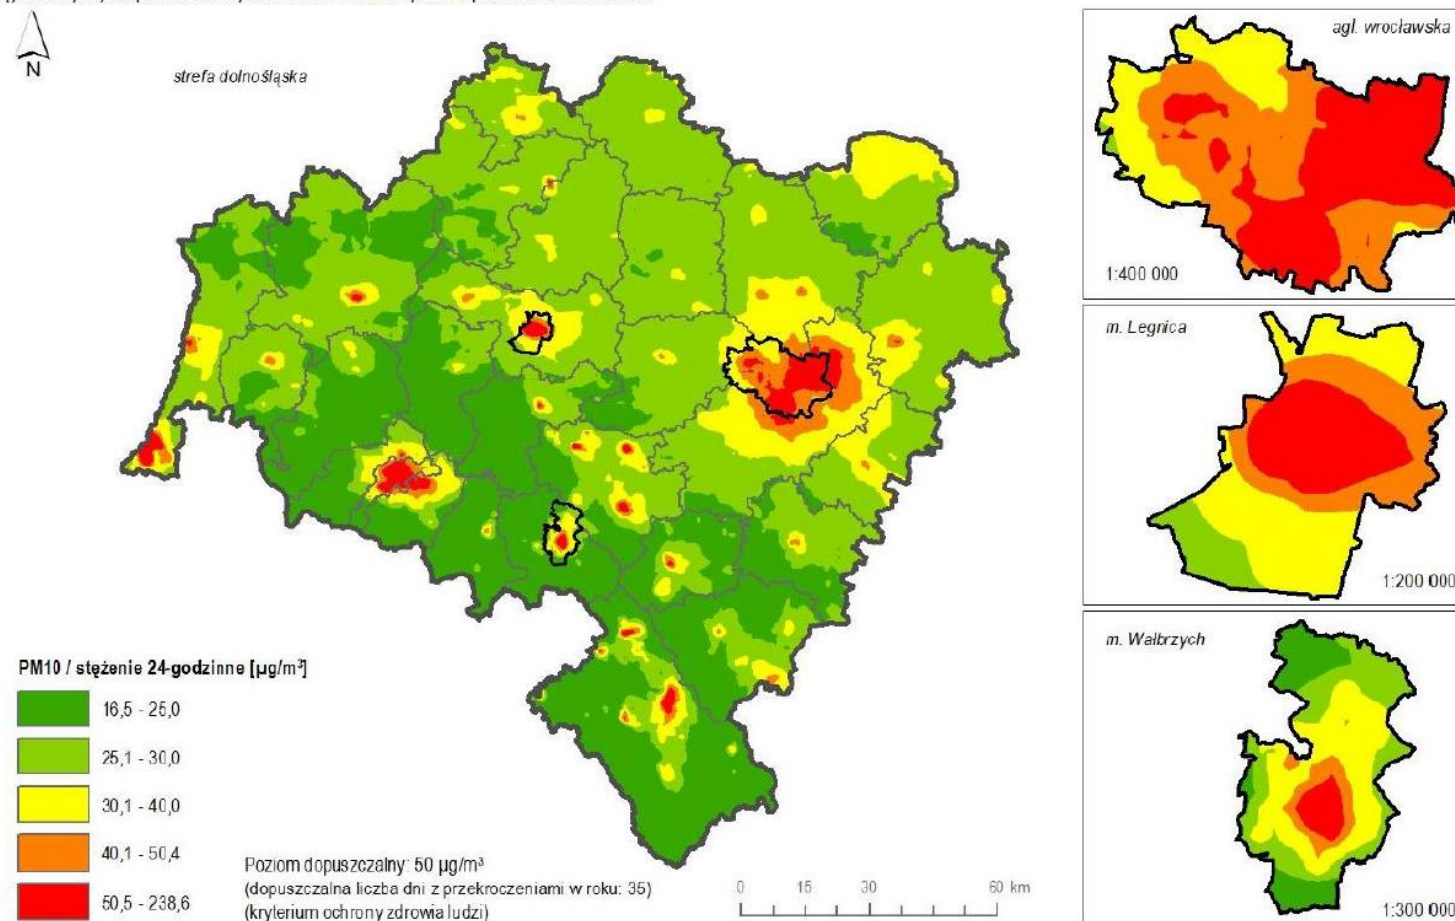 N
strefa dolnośląska
agl. wrocławska
1:400 000
m. Legnica
1:200 000
m. Wałbrzych
1:300 000
PM10 / stężenie 24-godzinne [µg/m³]
16,5 - 25,0
25,1 - 30,0
30,1 - 40,0
40,1 - 50,4
50,5 - 238,6
Poziom dopuszczalny: 50 µg/m³
(dopuszczalna liczba dni z przekroczeniami w roku: 35)
(kryterium ochrony zdrowia ludzi)
0 15 30 60 km